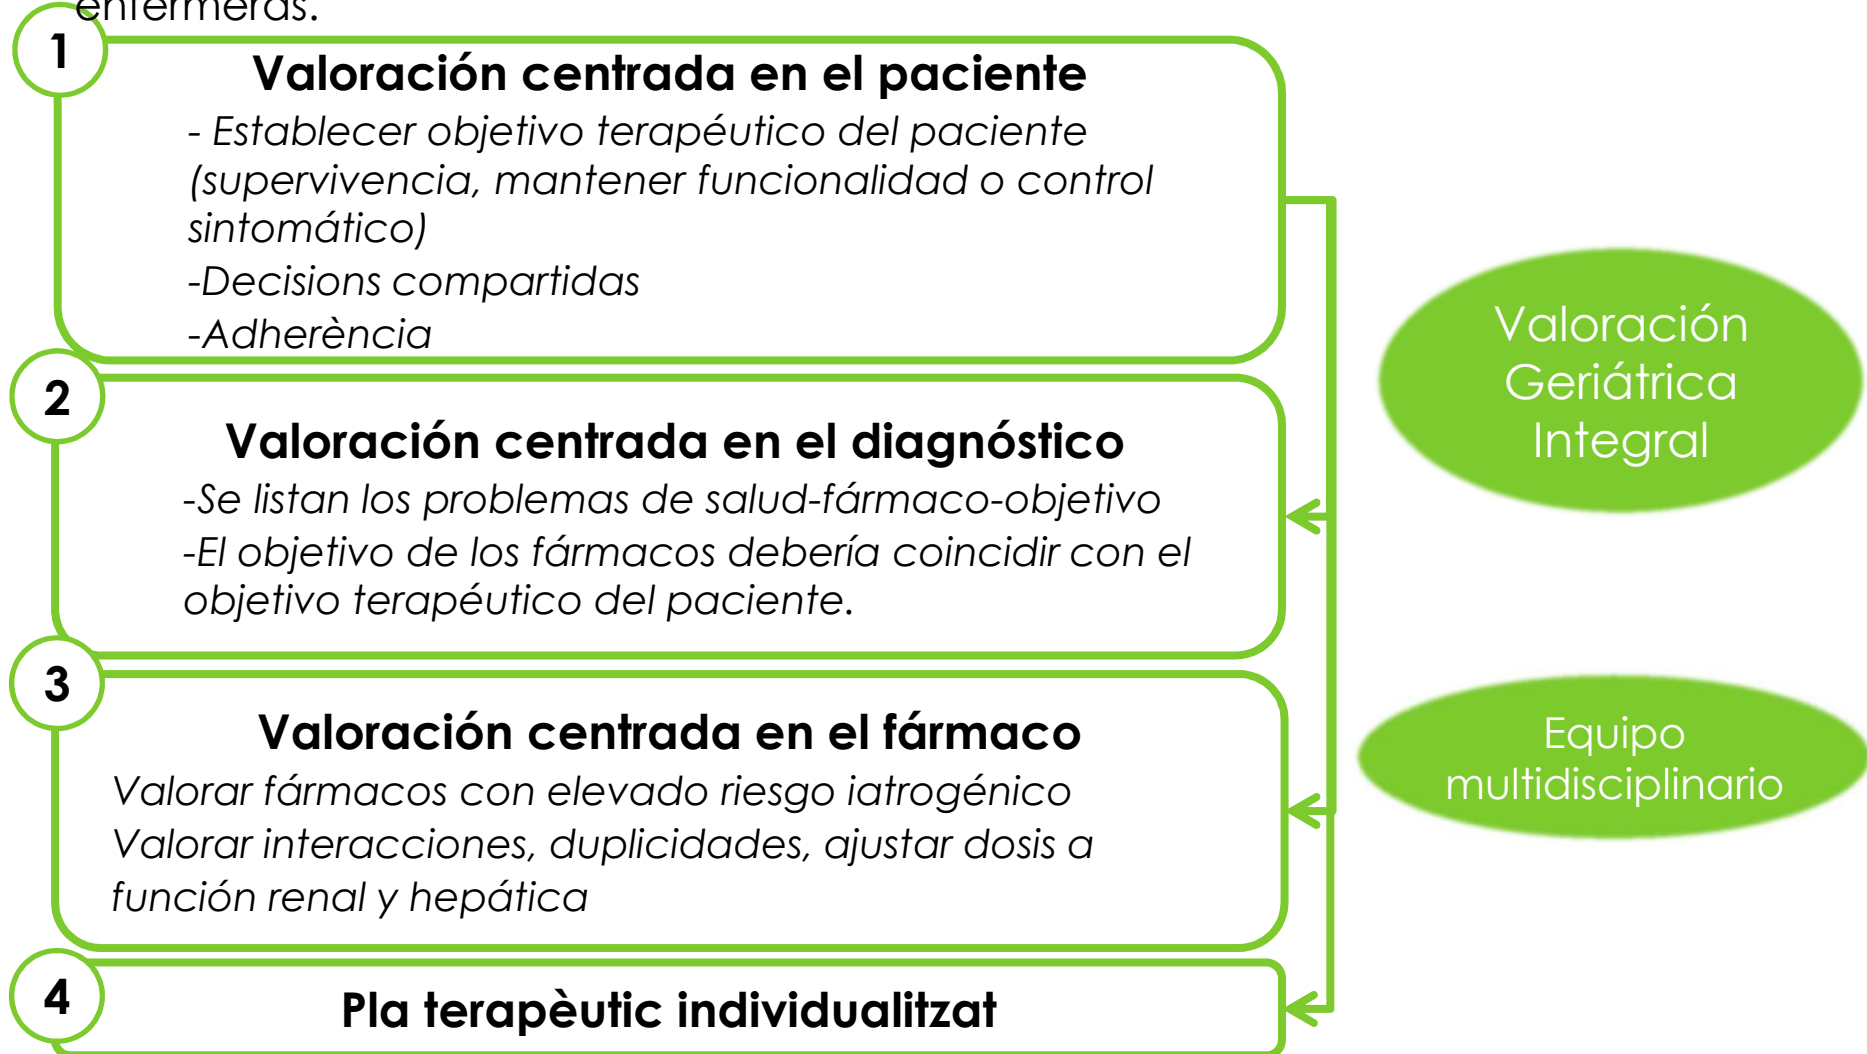 enfermeras.
1
Valoración centrada en el paciente
- Establecer objetivo terapéutico del paciente
(supervivencia, mantener funcionalidad o control
sintomático)
-Decisions compartidas
-Adherència
2
Valoración centrada en el diagnóstico
-Se listan los problemas de salud-fármaco-objetivo
-El objetivo de los fármacos debería coincidir con el
objetivo terapéutico del paciente.
3
Valoración centrada en el fármaco
Valorar fármacos con elevado riesgo iatrogénico
Valorar interacciones, duplicidades, ajustar dosis a
función renal y hepática
4
Pla terapèutic individualitzat
Valoración
Geriátrica
Integral
Equipo
multidisciplinario